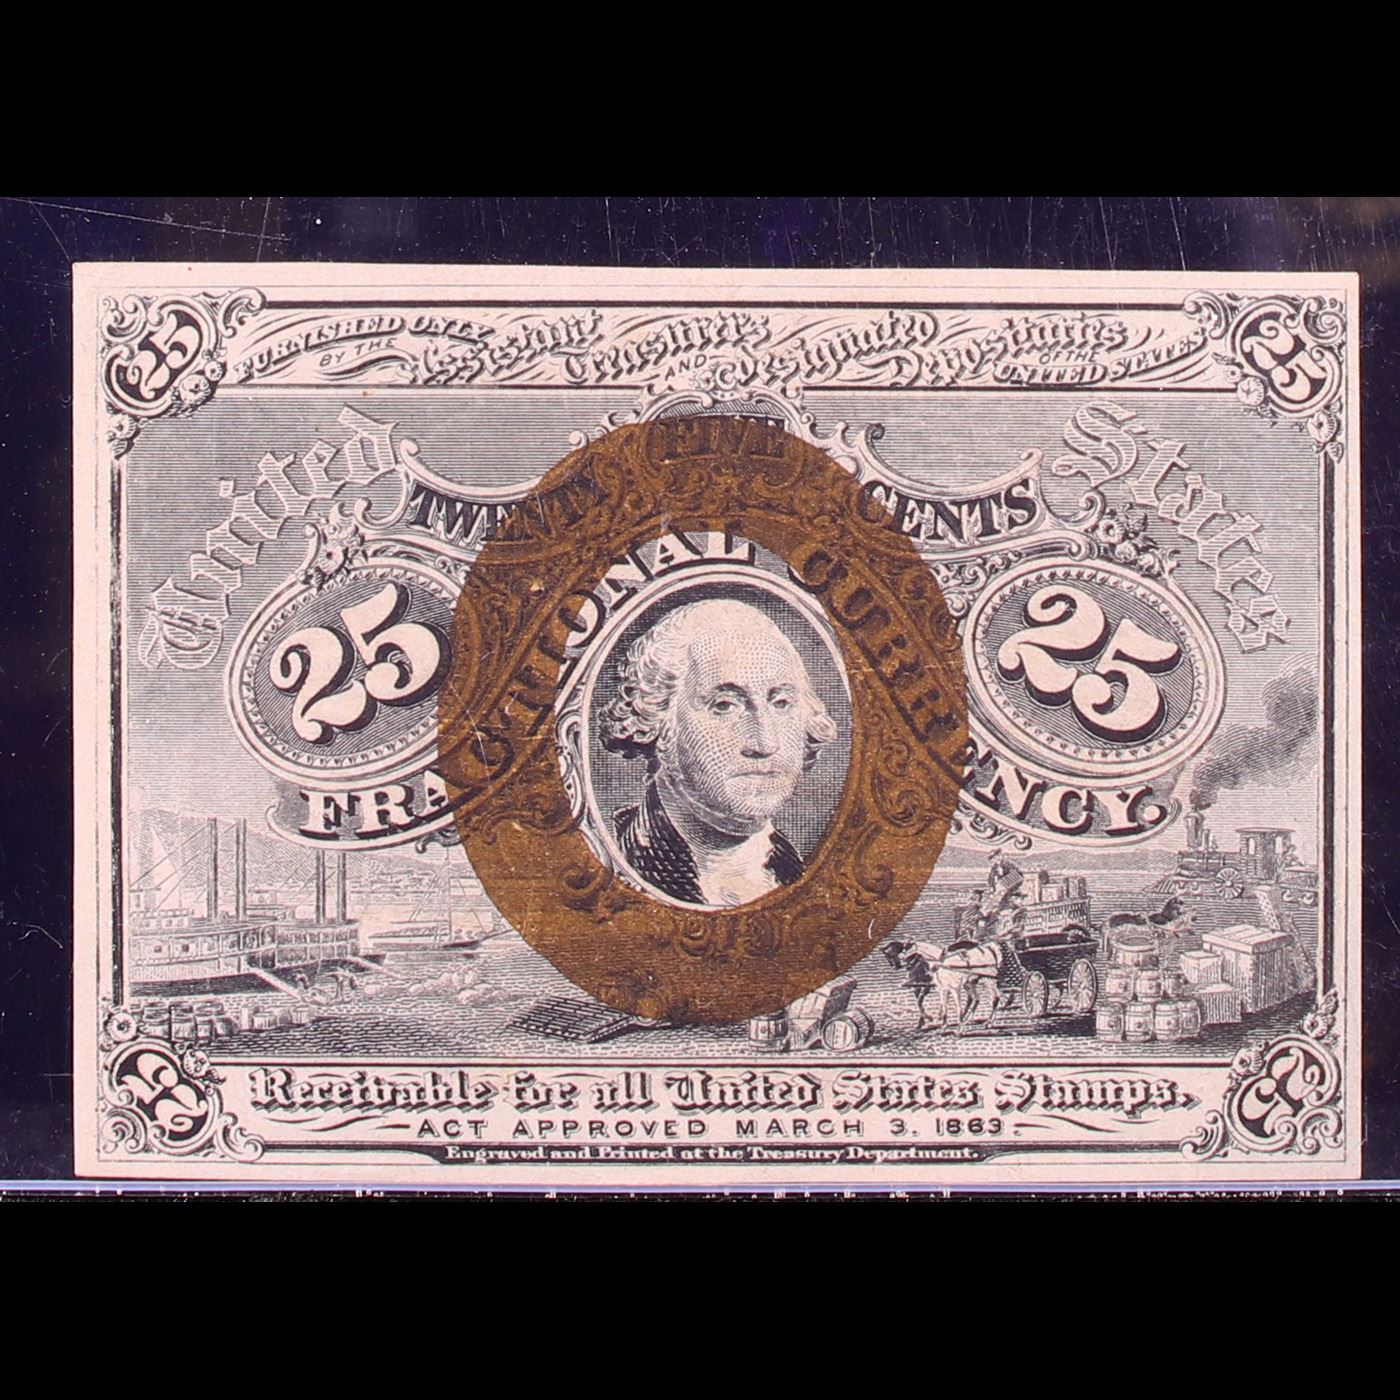 25 FURNISHED ONLY BY THE Assistant Treasurers AND Designated Depositaries OF THE UNITED STATES 25
United States
TWENTY FIVE CENTS
25 25
FRACTIONAL CURRENCY.
25 Receivable for all United States Stamps. 25
ACT APPROVED MARCH 3. 1863.
Engraved and Printed at the Treasury Department.